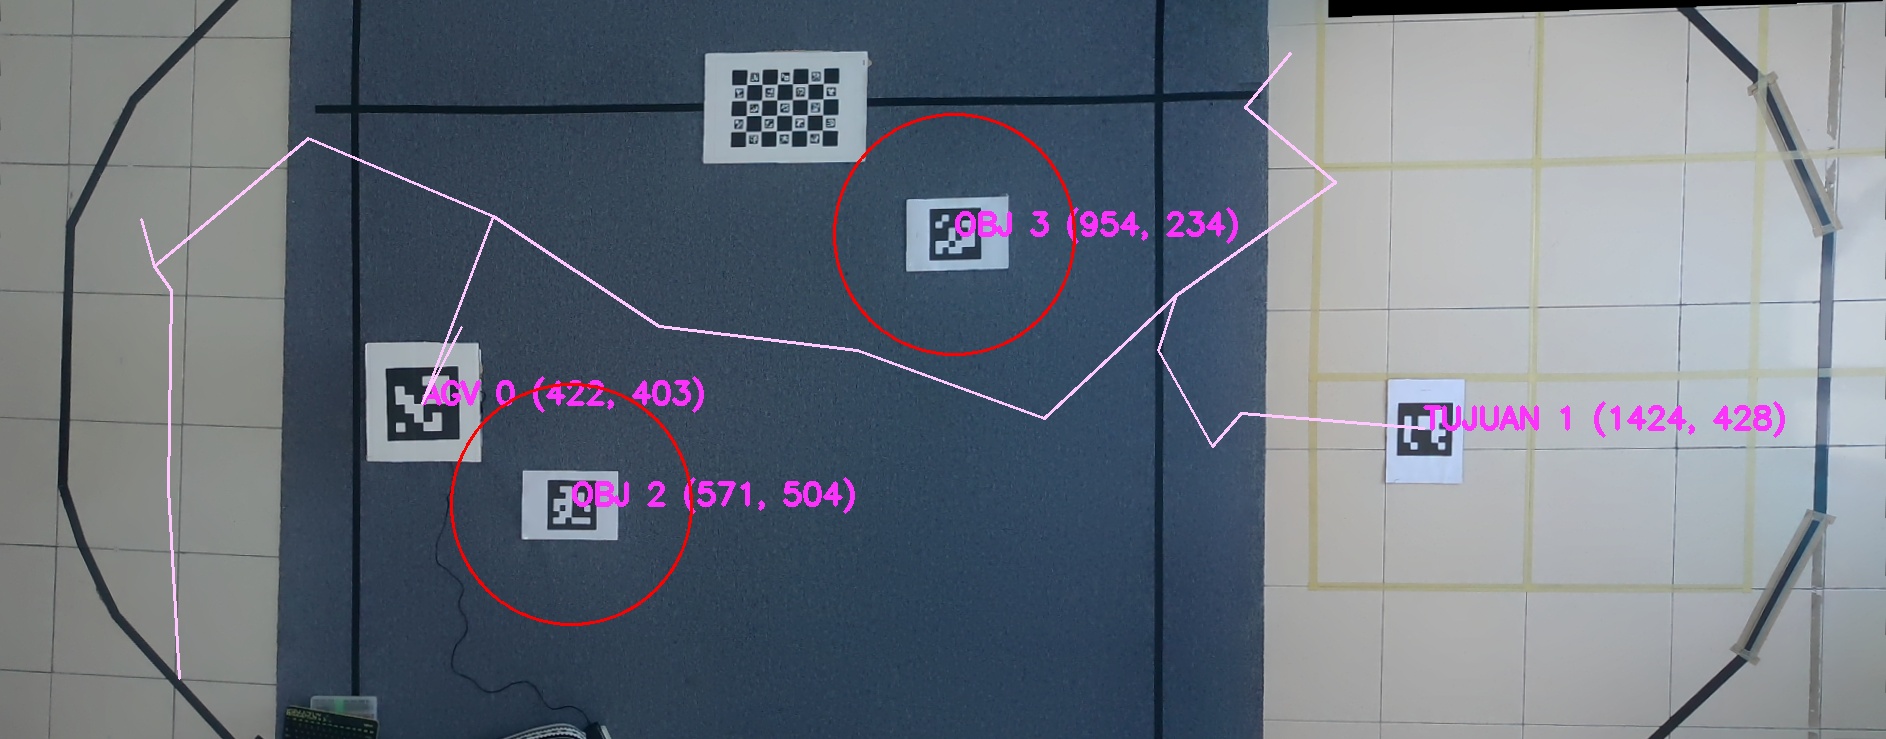 OBJ 3 (954, 234)
AGV 0 (422, 403)
TUJUAN 1 (1424, 428)
OBJ 2 (571, 504)